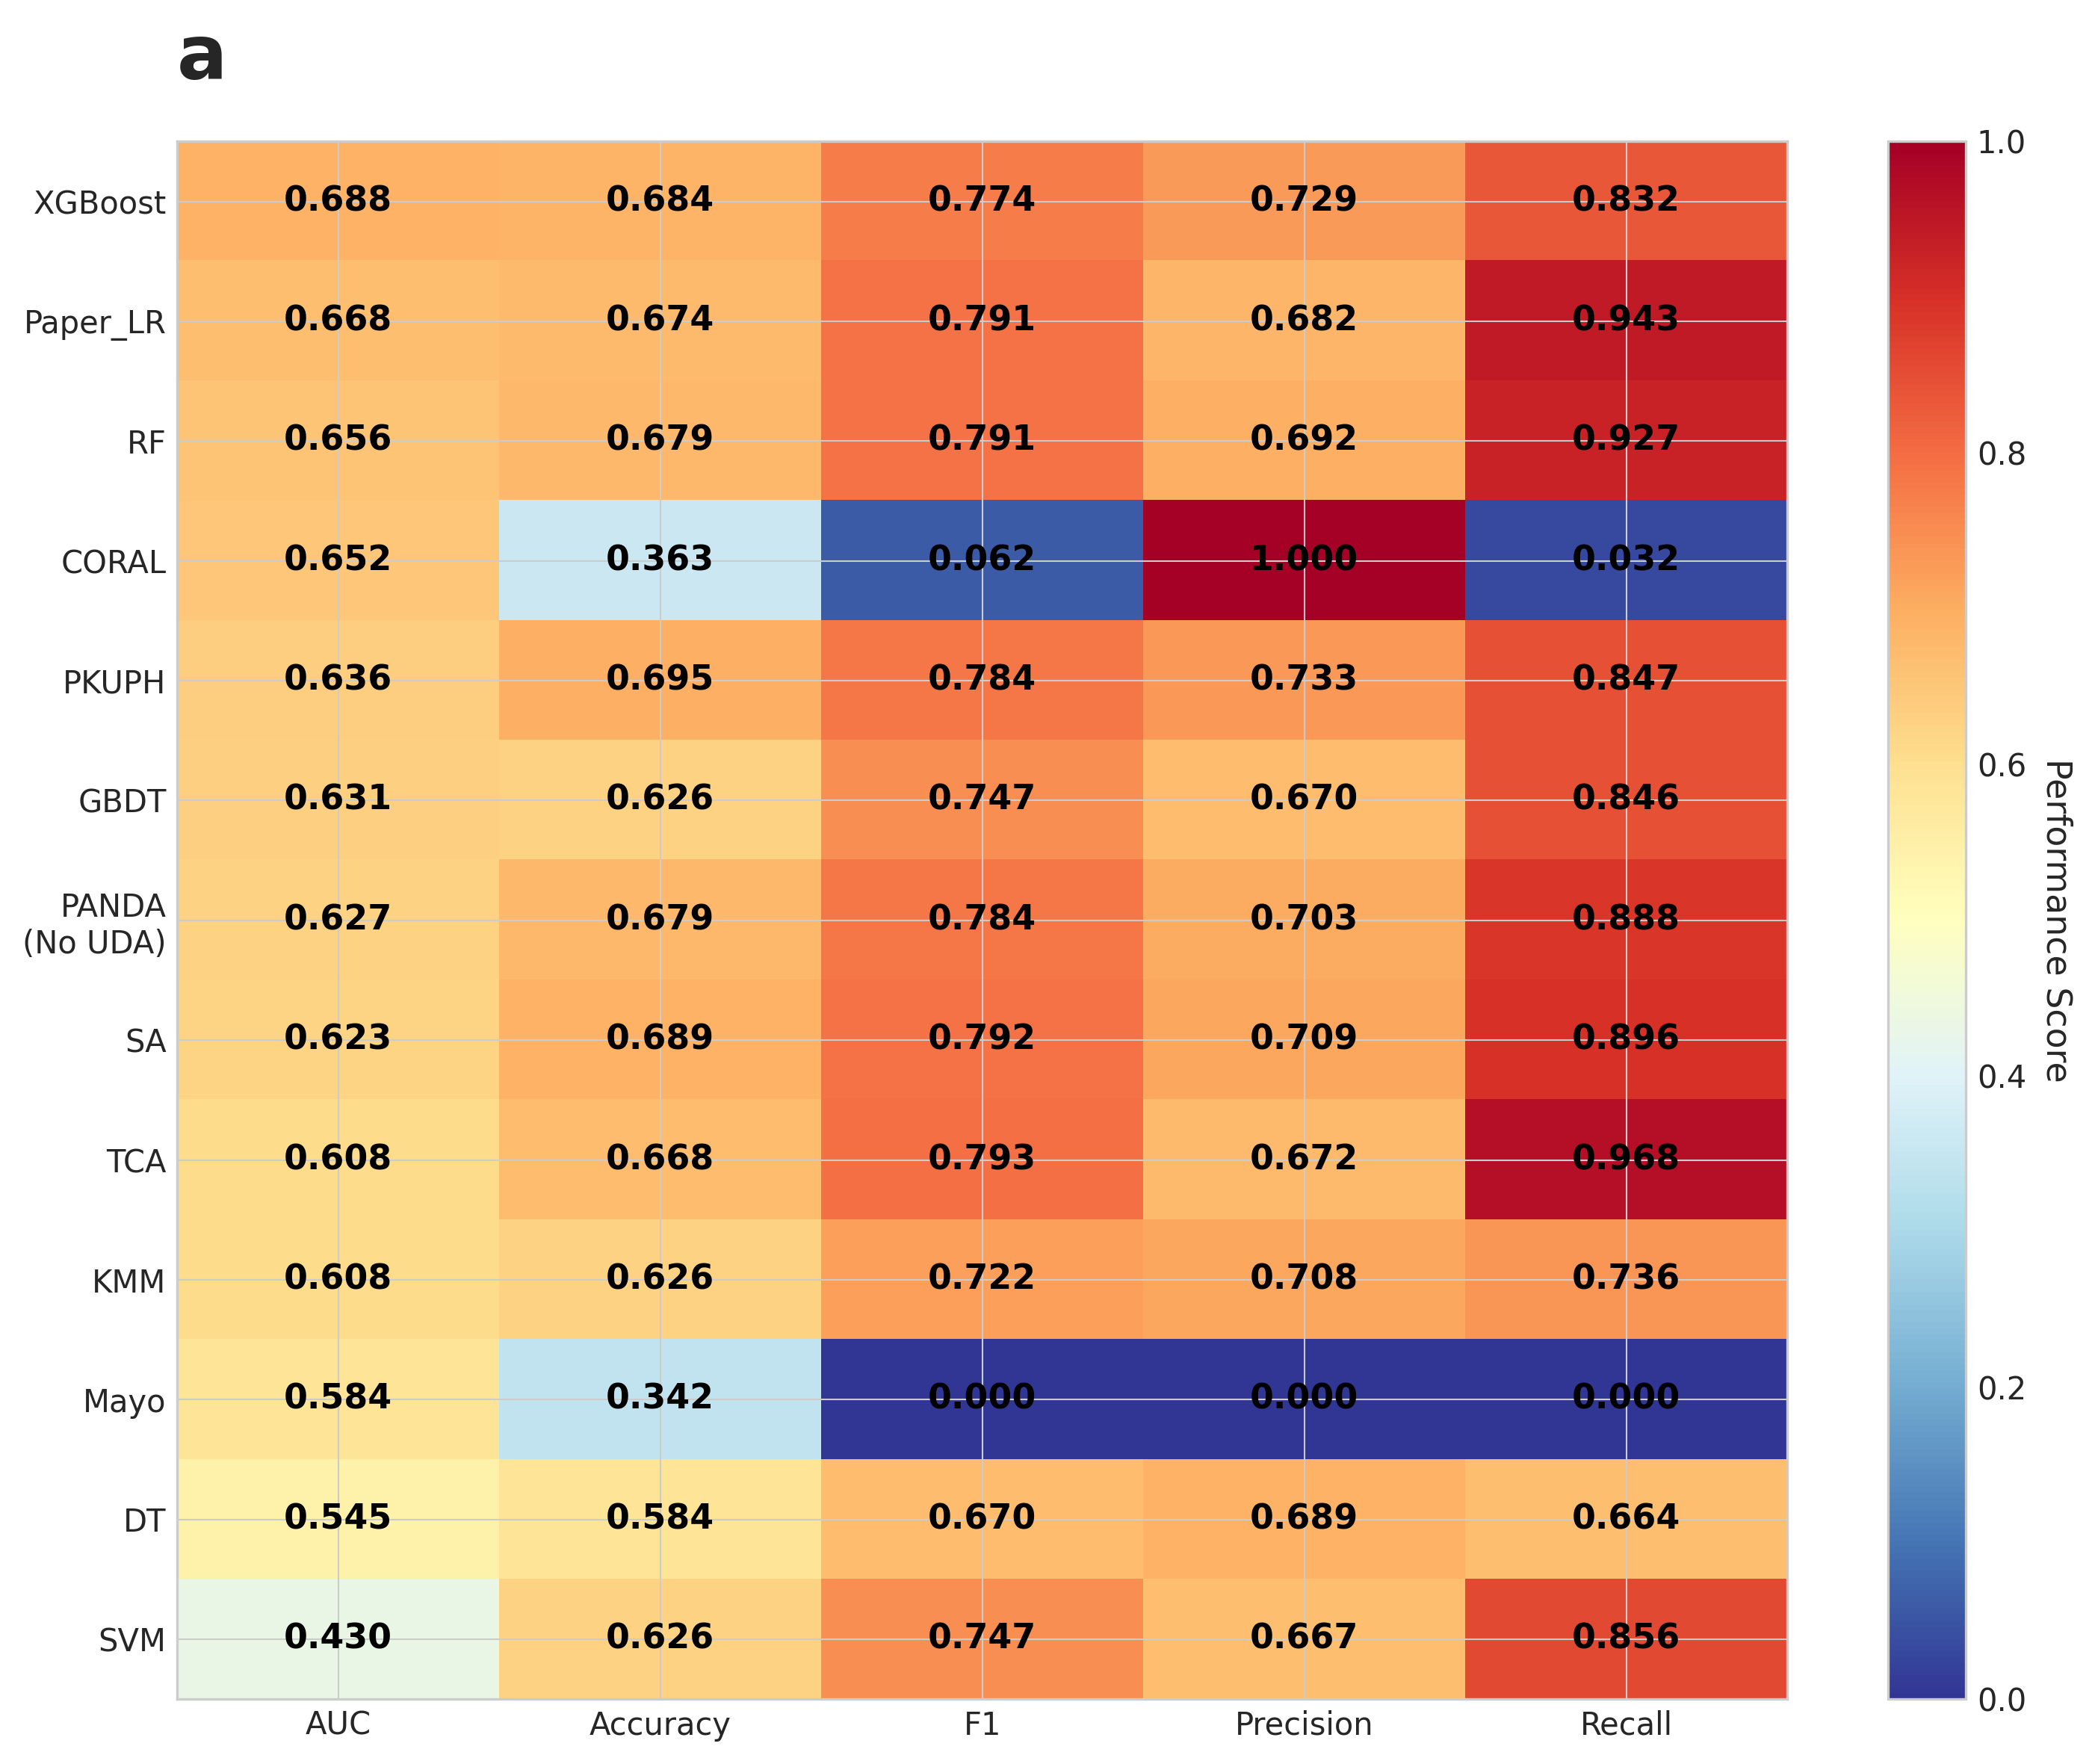 a
XGBoost 0.688 0.684 0.774 0.729 0.832
Paper_LR 0.668 0.674 0.791 0.682 0.943
RF 0.656 0.679 0.791 0.692 0.927
CORAL 0.652 0.363 0.062 1.000 0.032
PKUPH 0.636 0.695 0.784 0.733 0.847
GBDT 0.631 0.626 0.747 0.670 0.846
PANDA
(No UDA) 0.627 0.679 0.784 0.703 0.888
SA 0.623 0.689 0.792 0.709 0.896
TCA 0.608 0.668 0.793 0.672 0.968
KMM 0.608 0.626 0.722 0.708 0.736
Mayo 0.584 0.342 0.000 0.000 0.000
DT 0.545 0.584 0.670 0.689 0.664
SVM 0.430 0.626 0.747 0.667 0.856
AUC Accuracy F1 Precision Recall
1.0
0.8
0.6
0.4
0.2
0.0
Performance Score